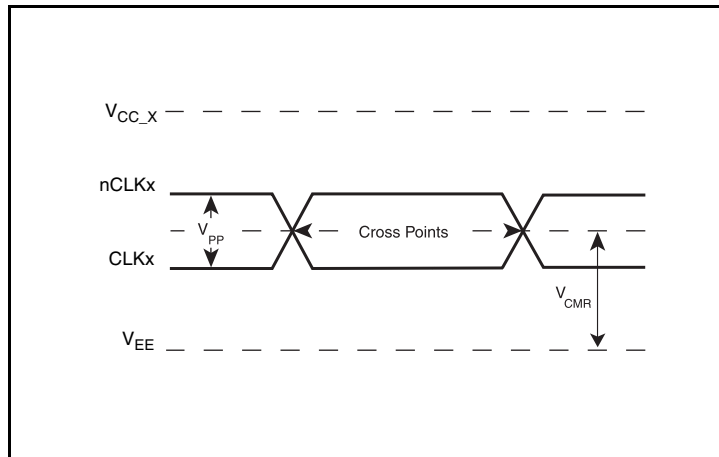 VCC_X
nCLKx
VPP
Cross Points
CLKx
VCMR
VEE